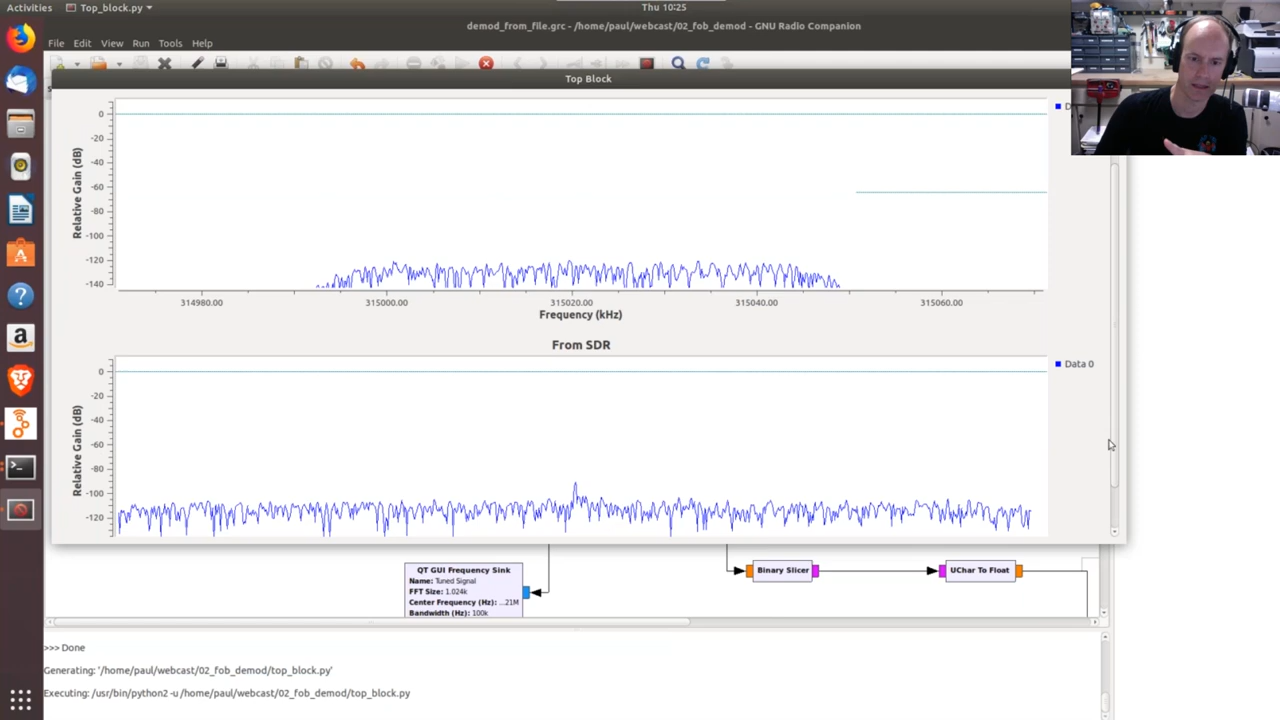 Activities
Top_block.py
Thu 10:25
demod_from_file.grc - /home/paul/webcast/02_fob_demod - GNU Radio Companion
File Edit View Run Tools Help
Top Block
0
-20
-40
-60
-80
-100
-120
-140
Relative Gain (dB)
314980.00 315000.00 315020.00 315040.00 315060.00
Frequency (kHz)
From SDR
Data 0
0
-20
-40
-60
-80
-100
-120
Relative Gain (dB)
QT GUI Frequency Sink
Name: Tuned Signal
FFT Size: 1.024k
Center Frequency (Hz): ...21M
Bandwidth (Hz): 100k
Binary Slicer
UChar To Float
>>> Done
Generating: '/home/paul/webcast/02_fob_demod/top_block.py'
Executing: /usr/bin/python2 -u /home/paul/webcast/02_fob_demod/top_block.py